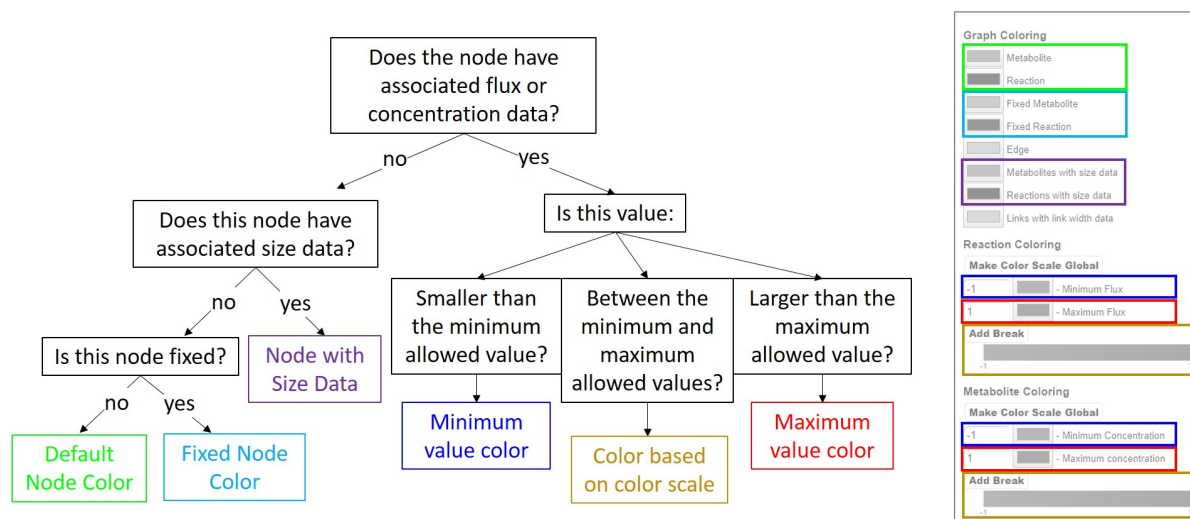 Does the node have
associated flux or
concentration data?
no
yes
Does this node have
associated size data?
Is this value:
no
yes
Smaller than
the minimum
allowed value?
Between the
minimum and
maximum
allowed values?
Larger than the
maximum
allowed value?
Is this node fixed?
Node with
Size Data
no
yes
Default
Node Color
Fixed Node
Color
Minimum
value color
Color based
on color scale
Maximum
value color
Graph Coloring
Metabolite
Reaction
Fixed Metabolite
Fixed Reaction
Edge
Metabolites with size data
Reactions with size data
Links with link width data
Reaction Coloring
Make Color Scale Global
-1 - Minimum Flux
1 - Maximum Flux
Add Break
-1
Metabolite Coloring
Make Color Scale Global
-1 - Minimum Concentration
1 - Maximum concentration
Add Break
-1